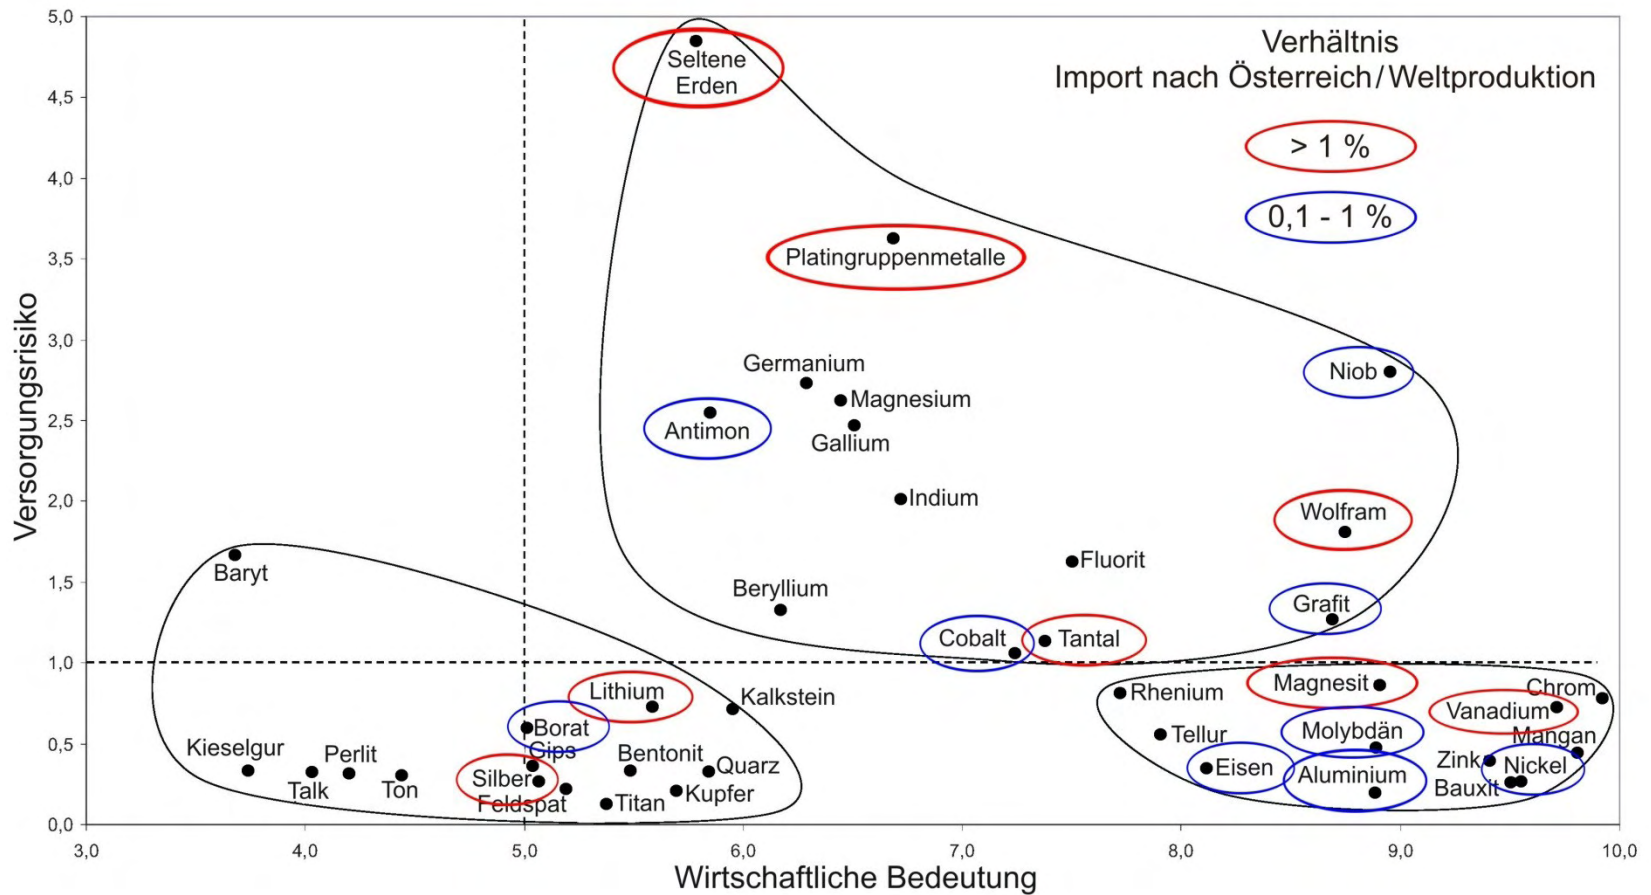 5,0
Verhältnis
Import nach Österreich/Weltproduktion
Seltene
Erden
4,5
> 1 %
4,0
0,1 - 1 %
3,5
Platingruppenmetalle
Versorgungsrisiko
3,0
Germanium
Niob
Magnesium
2,5
Antimon
Gallium
2,0
Indium
Wolfram
Fluorit
Baryt
1,5
Beryllium
Grafit
Cobalt
Tantal
1,0
Lithium
Kalkstein
Rhenium
Magnesit
Chrom
Vanadium
Borat
Tellur
Molybdän
Mangan
0,5
Kieselgur
Perlit
Gips
Bentonit
Quarz
Eisen
Zink
Nickel
Talk
Ton
Silber
Aluminium
Bauxit
Feldspat
Titan
Kupfer
0,0
3,0
4,0
5,0
6,0
7,0
8,0
9,0
10,0
Wirtschaftliche Bedeutung